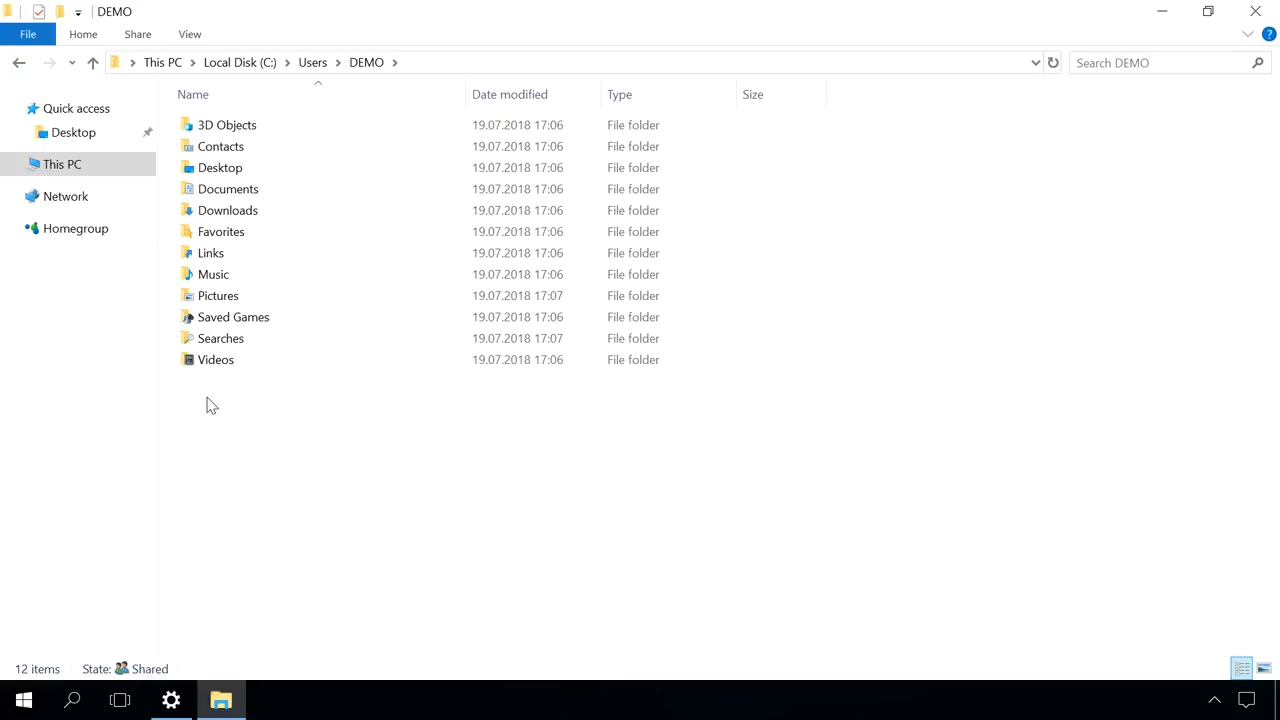 DEMO
File Home Share View
This PC Local Disk (C:) Users DEMO Search DEMO
Name Date modified Type Size
Quick access
Desktop
This PC
Network
Homegroup
3D Objects 19.07.2018 17:06 File folder
Contacts 19.07.2018 17:06 File folder
Desktop 19.07.2018 17:06 File folder
Documents 19.07.2018 17:06 File folder
Downloads 19.07.2018 17:06 File folder
Favorites 19.07.2018 17:06 File folder
Links 19.07.2018 17:06 File folder
Music 19.07.2018 17:06 File folder
Pictures 19.07.2018 17:07 File folder
Saved Games 19.07.2018 17:06 File folder
Searches 19.07.2018 17:07 File folder
Videos 19.07.2018 17:06 File folder
12 items State: Shared